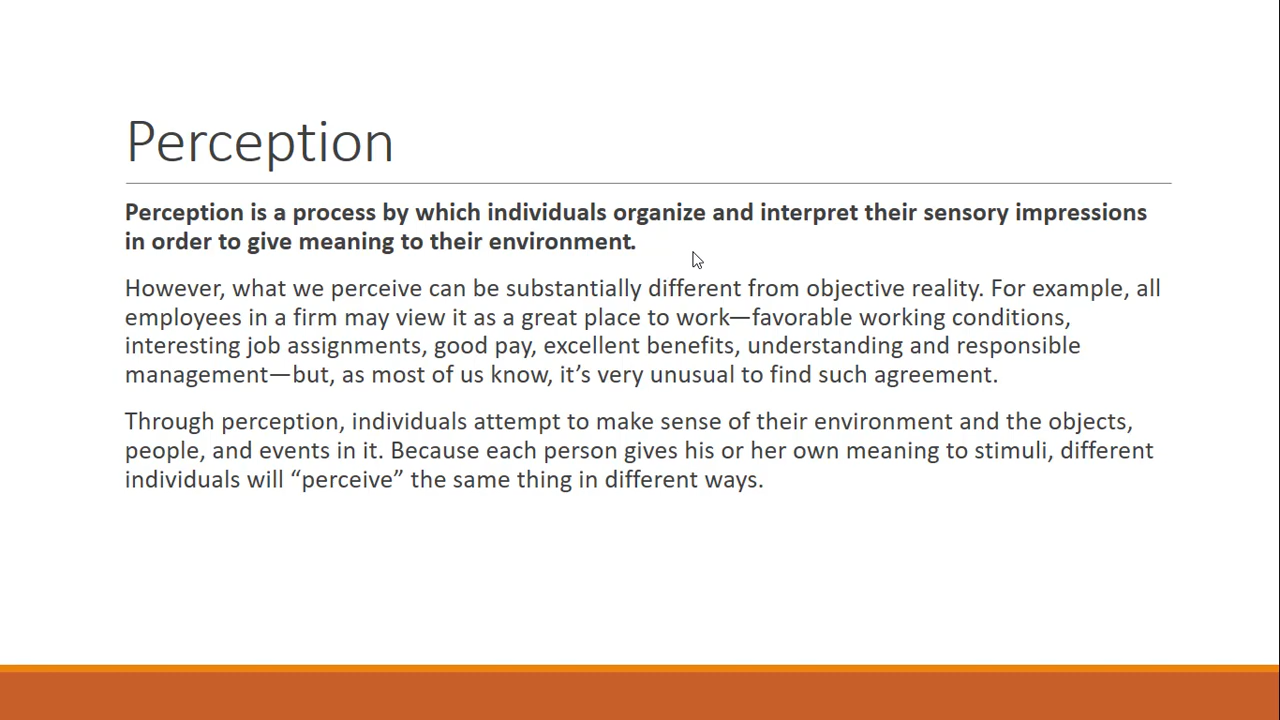 Perception
Perception is a process by which individuals organize and interpret their sensory impressions
in order to give meaning to their environment.
However, what we perceive can be substantially different from objective reality. For example, all
employees in a firm may view it as a great place to work—favorable working conditions,
interesting job assignments, good pay, excellent benefits, understanding and responsible
management—but, as most of us know, it’s very unusual to find such agreement.
Through perception, individuals attempt to make sense of their environment and the objects,
people, and events in it. Because each person gives his or her own meaning to stimuli, different
individuals will “perceive” the same thing in different ways.